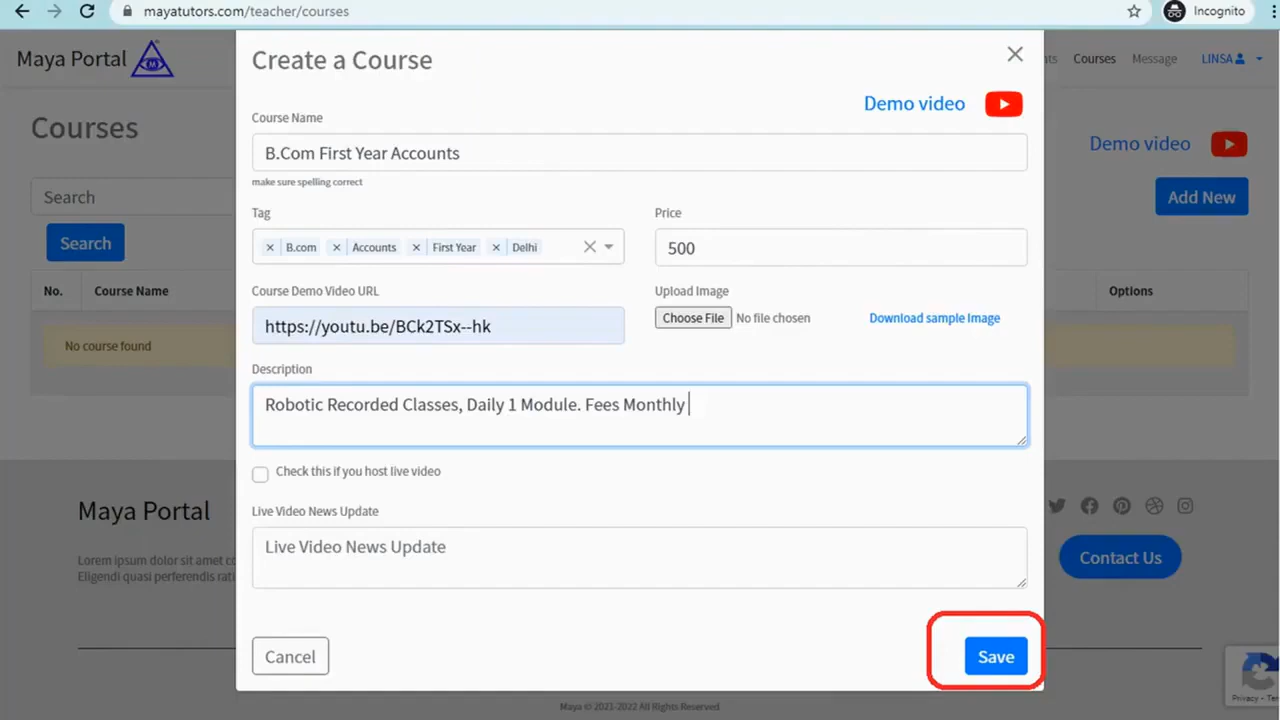 mayatutors.com/teacher/courses
Incognito
Maya Portal
Courses
Message
LINSA
Courses
Demo video
Search
Add New
Search
No.
Course Name
Options
No course found
Create a Course
Demo video
Course Name
B.Com First Year Accounts
make sure spelling correct
Tag
Price
× B.com × Accounts × First Year × Delhi
500
Course Demo Video URL
Upload Image
https://youtu.be/BCk2TSx--hk
Choose File No file chosen
Download sample Image
Description
Robotic Recorded Classes, Daily 1 Module. Fees Monthly
Check this if you host live video
Live Video News Update
Live Video News Update
Cancel
Save
Maya Portal
Lorem ipsum dolor sit amet
Eligendi quasi perferendis
Contact Us
Maya © 2021-2022 All Rights Reserved
Privacy